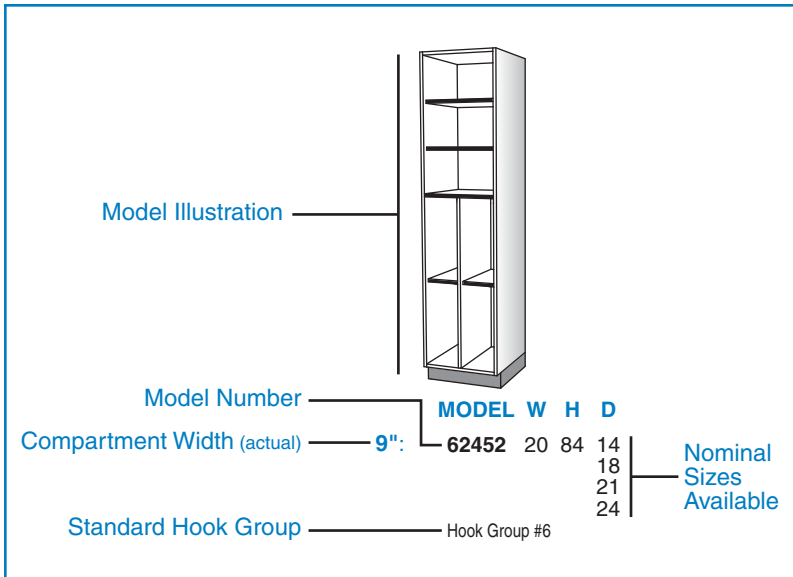 Model Illustration
Model Number
MODEL W H D
Compartment Width (actual) 9": 62452 20 84 14
18
21
24
Nominal
Sizes
Available
Standard Hook Group Hook Group #6